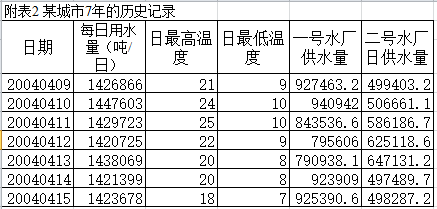 附表2 某城市7年的历史记录
日期 每日用水量（吨/日） 日最高温度 日最低温度 一号水厂供水量 二号水厂日供水量
20040409 1426866 21 9 927463.2 499403.2
20040410 1447603 24 10 940942 506661.1
20040411 1429723 25 10 843536.6 586186.7
20040412 1420725 22 9 795606 625118.6
20040413 1438069 20 8 790938.1 647131.2
20040414 1421399 20 8 923909 497489.7
20040415 1423678 18 7 925390.6 498287.2